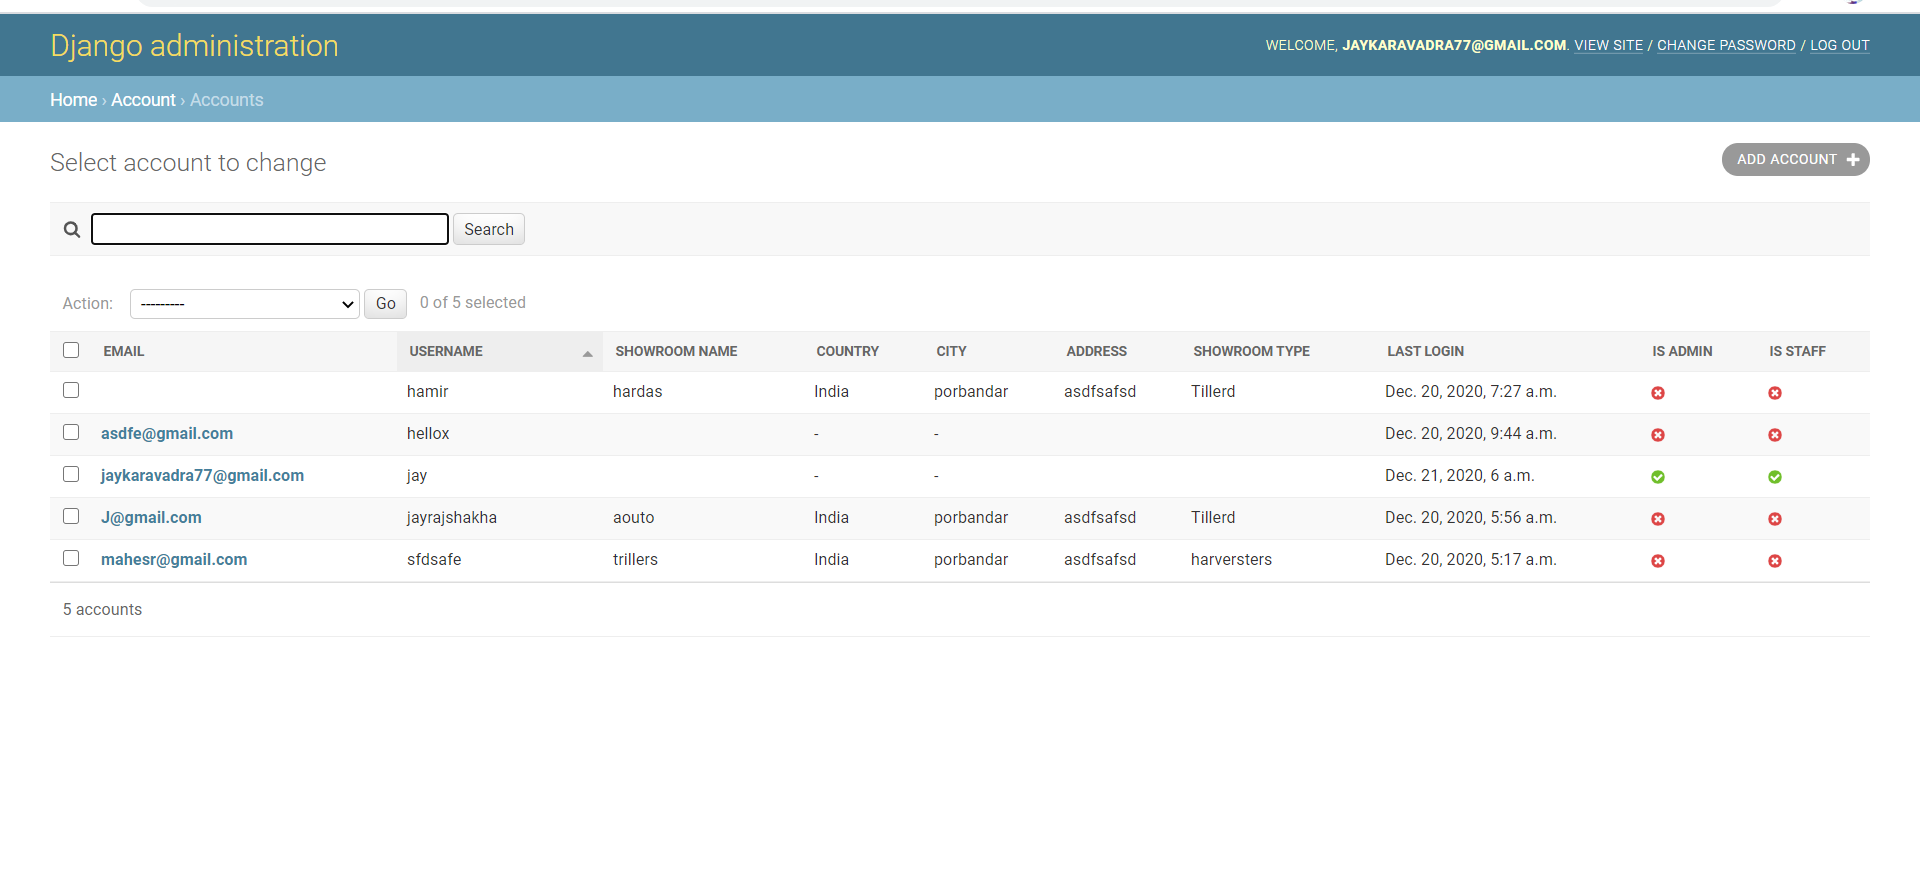 Django administration
WELCOME, JAYKARAVADRA77@GMAIL.COM. VIEW SITE / CHANGE PASSWORD / LOG OUT
Home › Account › Accounts
Select account to change
ADD ACCOUNT
Search
Action: --------- Go 0 of 5 selected
EMAIL USERNAME SHOWROOM NAME COUNTRY CITY ADDRESS SHOWROOM TYPE LAST LOGIN IS ADMIN IS STAFF
hamir hardas India porbandar asdfsafsd Tillerd Dec. 20, 2020, 7:27 a.m.
asdfe@gmail.com hellox - - Dec. 20, 2020, 9:44 a.m.
jaykaravadra77@gmail.com jay - - Dec. 21, 2020, 6 a.m.
J@gmail.com jayrajshakha aouto India porbandar asdfsafsd Tillerd Dec. 20, 2020, 5:56 a.m.
mahesr@gmail.com sfdsafe trillers India porbandar asdfsafsd harversters Dec. 20, 2020, 5:17 a.m.
5 accounts